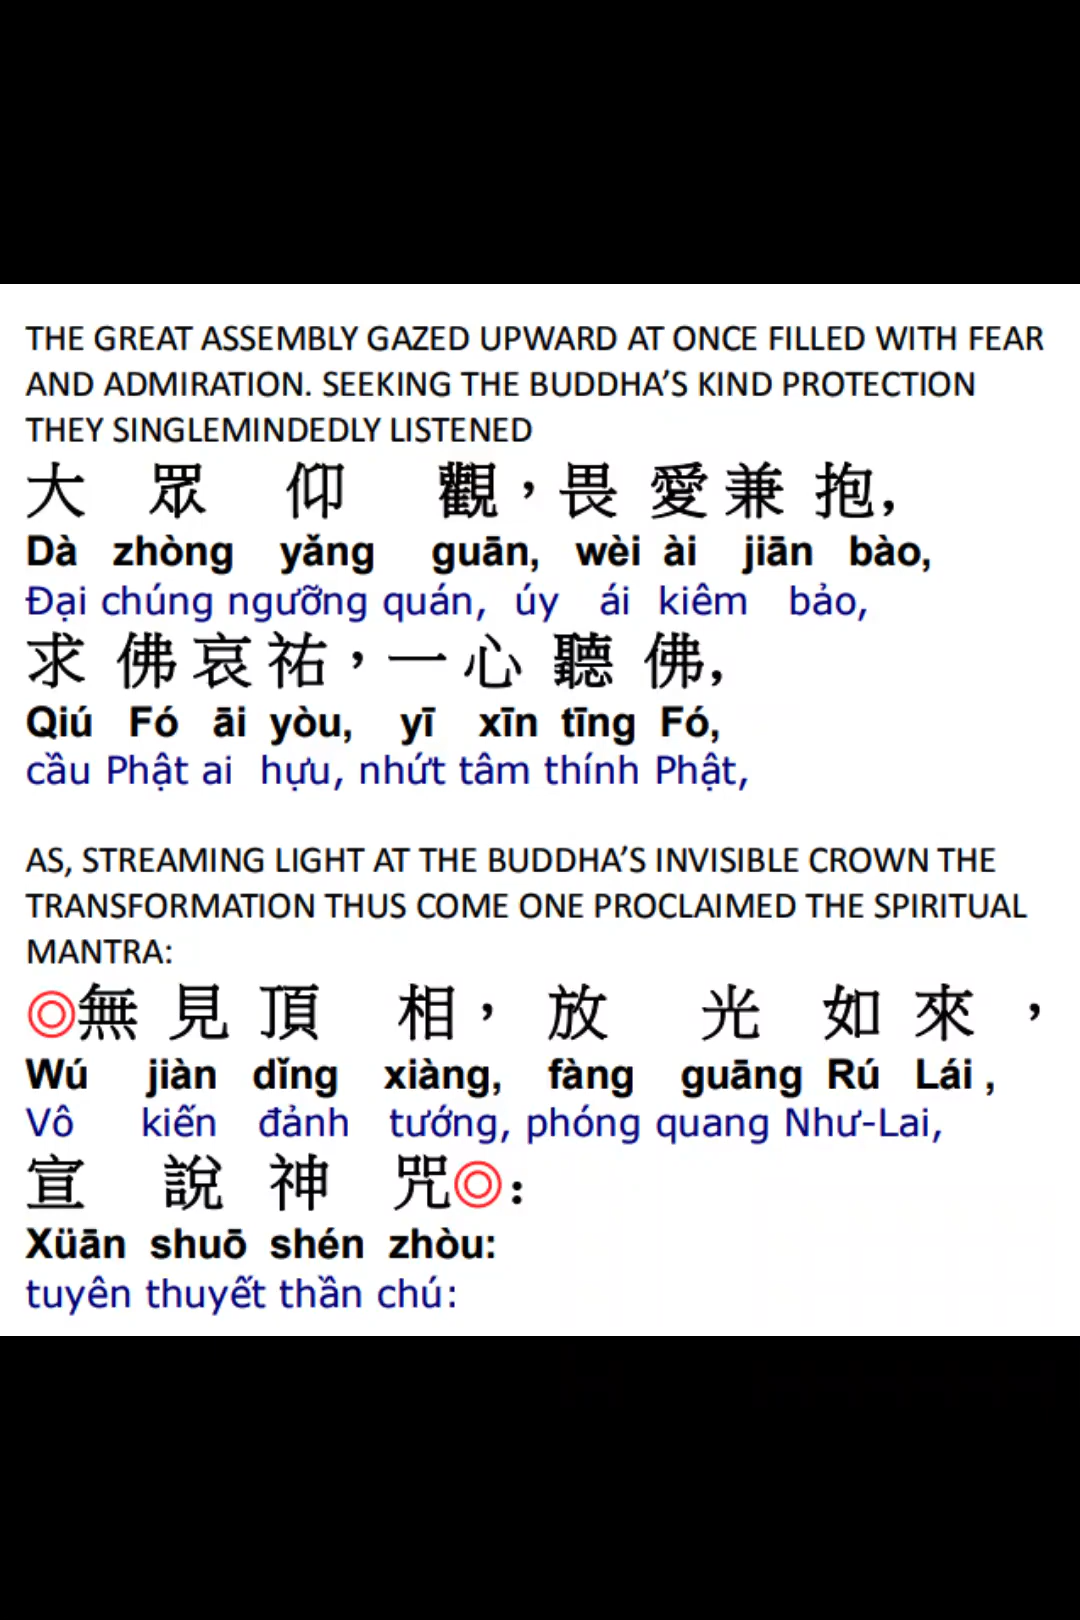 THE GREAT ASSEMBLY GAZED UPWARD AT ONCE FILLED WITH FEAR
AND ADMIRATION. SEEKING THE BUDDHA’S KIND PROTECTION
THEY SINGLEMINDEDLY LISTENED
大 眾 仰 觀，畏 愛 兼 抱，
Dà zhòng yǎng guān, wèi ài jiān bào,
Đại chúng ngưỡng quán, úy ái kiêm bảo,
求 佛 哀 祐，一 心 聽 佛，
Qiú Fó āi yòu, yī xīn tīng Fó,
cầu Phật ai hựu, nhứt tâm thính Phật,
AS, STREAMING LIGHT AT THE BUDDHA’S INVISIBLE CROWN THE
TRANSFORMATION THUS COME ONE PROCLAIMED THE SPIRITUAL
MANTRA:
◎無 見 頂 相，放 光 如 來 ，
Wú jiàn dǐng xiàng, fàng guāng Rú Lái ,
Vô kiến đảnh tướng, phóng quang Như-Lai,
宣 說 神 咒◎：
Xüān shuō shén zhòu:
tuyên thuyết thần chú: